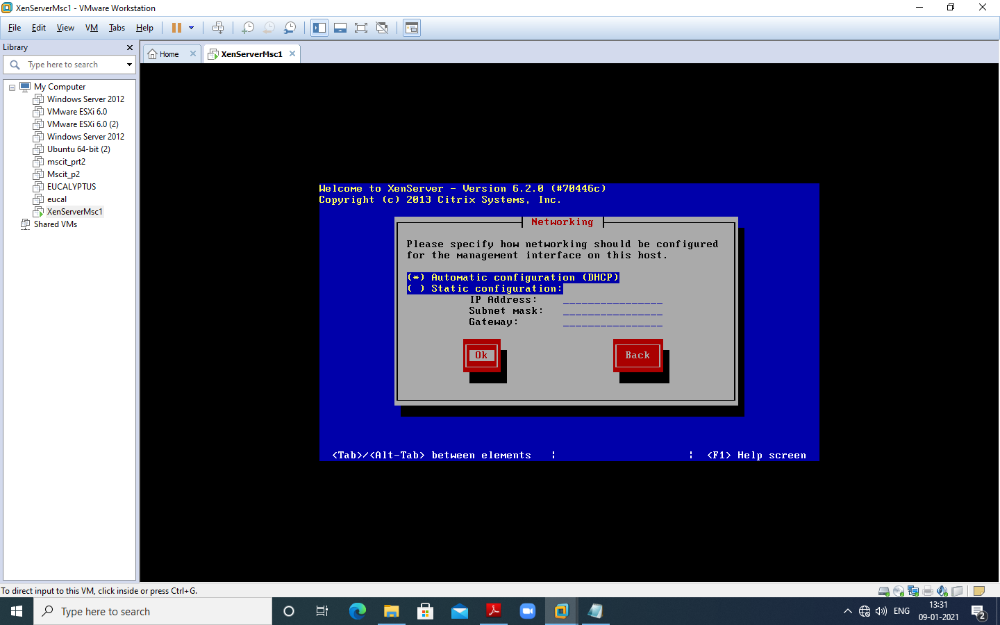 XenServerMsc1 - VMware Workstation
File Edit View VM Tabs Help
Library
Type here to search
My Computer
Windows Server 2012
VMware ESXi 6.0
VMware ESXi 6.0 (2)
Windows Server 2012
Ubuntu 64-bit (2)
mscit_prt2
Mscit_p2
EUCALYPTUS
eucal
XenServerMsc1
Shared VMs
Home
XenServerMsc1
Welcome to XenServer - Version 6.2.0 (#70446c)
Copyright (c) 2013 Citrix Systems, Inc.
Networking
Please specify how networking should be configured
for the management interface on this host.
(*) Automatic configuration (DHCP)
( ) Static configuration:
IP Address: ________________
Subnet mask: ________________
Gateway: ________________
Ok
Back
<Tab>/<Alt-Tab> between elements ¦ ¦ <F1> Help screen
To direct input to this VM, click inside or press Ctrl+G.
Type here to search
ENG
13:31
09-01-2021
2